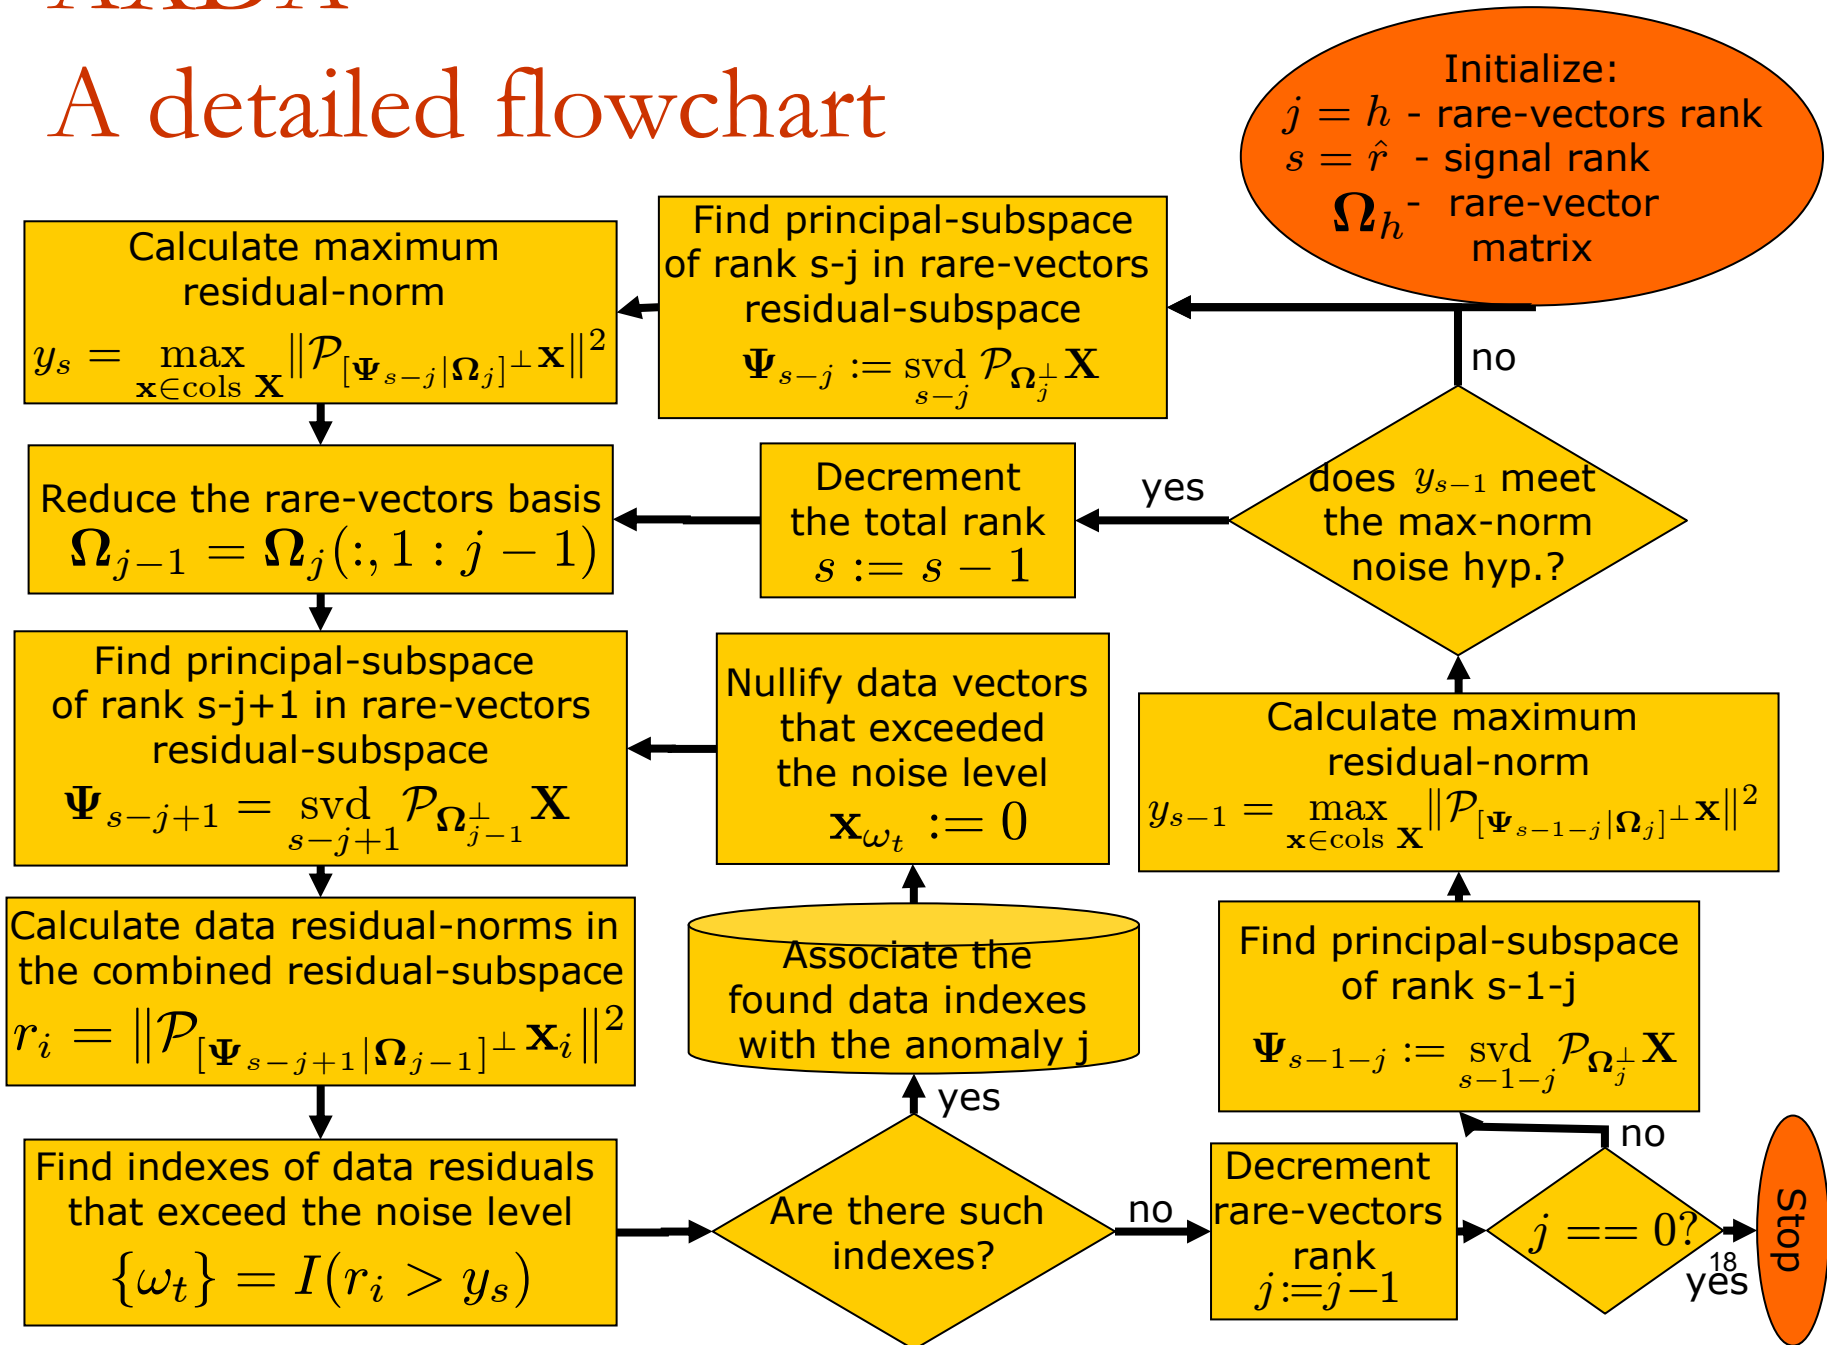 A detailed flowchart
Initialize:
j = h - rare-vectors rank
s = r̂ - signal rank
Ω_h - rare-vector
matrix
Find principal-subspace
of rank s-j in rare-vectors
residual-subspace
Ψ_{s−j} := svd_{s−j} P_{Ω_j^⊥} X
Calculate maximum
residual-norm
y_s = max_{x∈cols X} ‖P_{[Ψ_{s−j}|Ω_j]^⊥} x‖²
no
Reduce the rare-vectors basis
Ω_{j−1} = Ω_j(:, 1 : j − 1)
Decrement
the total rank
s := s − 1
yes
does y_{s−1} meet
the max-norm
noise hyp.?
Find principal-subspace
of rank s-j+1 in rare-vectors
residual-subspace
Ψ_{s−j+1} = svd_{s−j+1} P_{Ω_{j−1}^⊥} X
Nullify data vectors
that exceeded
the noise level
x_{ω_t} := 0
Calculate maximum
residual-norm
y_{s−1} = max_{x∈cols X} ‖P_{[Ψ_{s−1−j}|Ω_j]^⊥} x‖²
Calculate data residual-norms in
the combined residual-subspace
r_i = ‖P_{[Ψ_{s−j+1}|Ω_{j−1}]^⊥} x_i‖²
Associate the
found data indexes
with the anomaly j
Find principal-subspace
of rank s-1-j
Ψ_{s−1−j} := svd_{s−1−j} P_{Ω_j^⊥} X
yes
no
Find indexes of data residuals
that exceed the noise level
{ω_t} = I(r_i > y_s)
Are there such
indexes?
no
Decrement
rare-vectors
rank
j:=j−1
j == 0?
18
yes
Stop